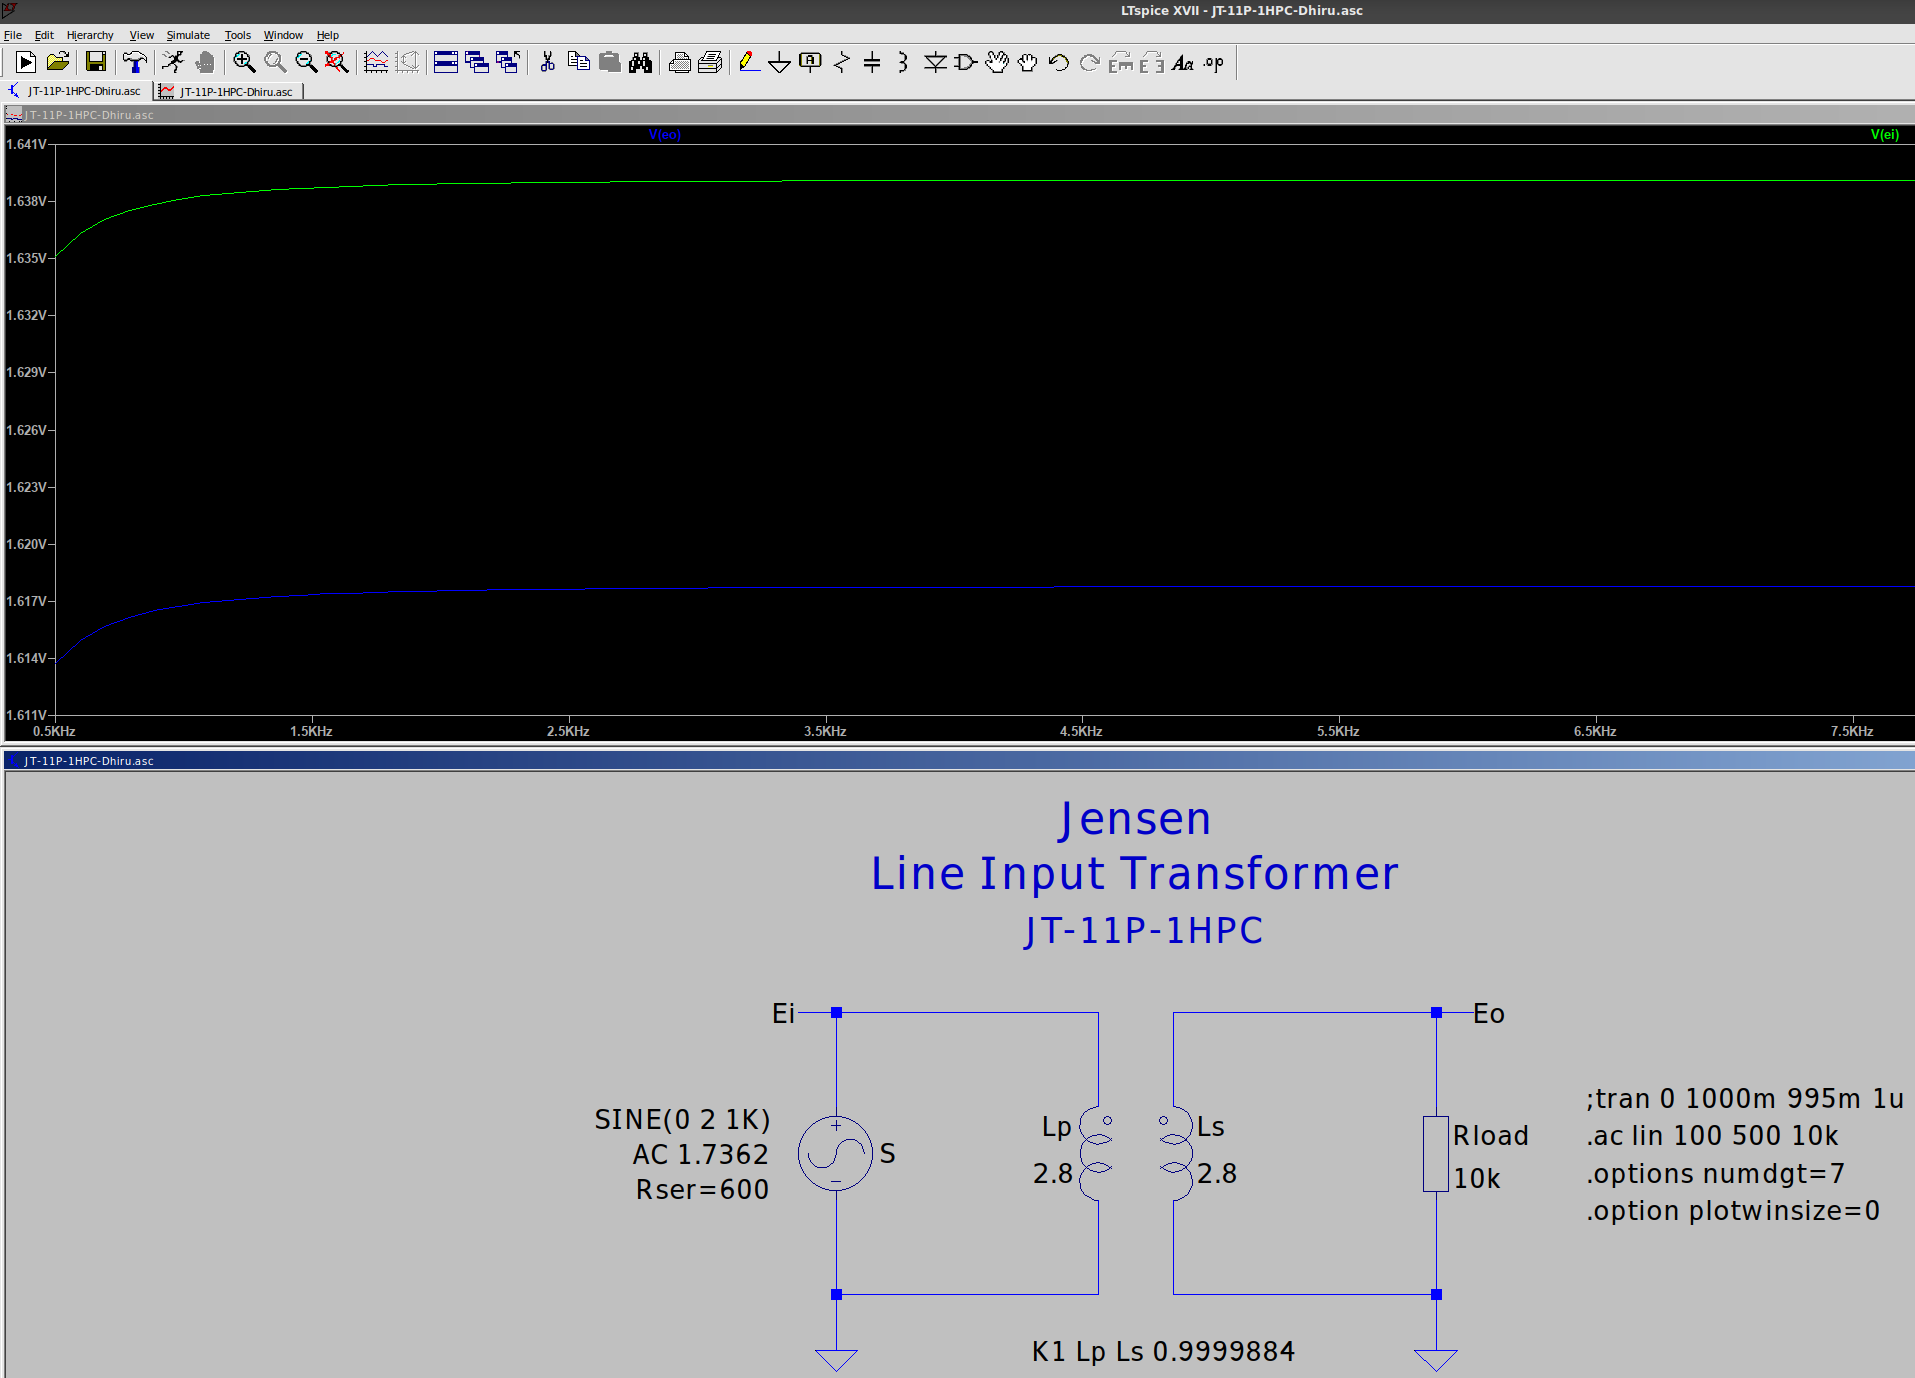 LTspice XVII - JT-11P-1HPC-Dhiru.asc
File Edit Hierarchy View Simulate Tools Window Help
JT-11P-1HPC-Dhiru.asc JT-11P-1HPC-Dhiru.asc
JT-11P-1HPC-Dhiru.asc
V(eo) V(ei)
1.641V
1.638V
1.635V
1.632V
1.629V
1.626V
1.623V
1.620V
1.617V
1.614V
1.611V
0.5KHz 1.5KHz 2.5KHz 3.5KHz 4.5KHz 5.5KHz 6.5KHz 7.5KHz
JT-11P-1HPC-Dhiru.asc
Jensen
Line Input Transformer
JT-11P-1HPC
Ei Eo
SINE(0 2 1K)
AC 1.7362
Rser=600
S
+
−
Lp
2.8
Ls
2.8
Rload
10k
;tran 0 1000m 995m 1u
.ac lin 100 500 10k
.options numdgt=7
.option plotwinsize=0
K1 Lp Ls 0.9999884